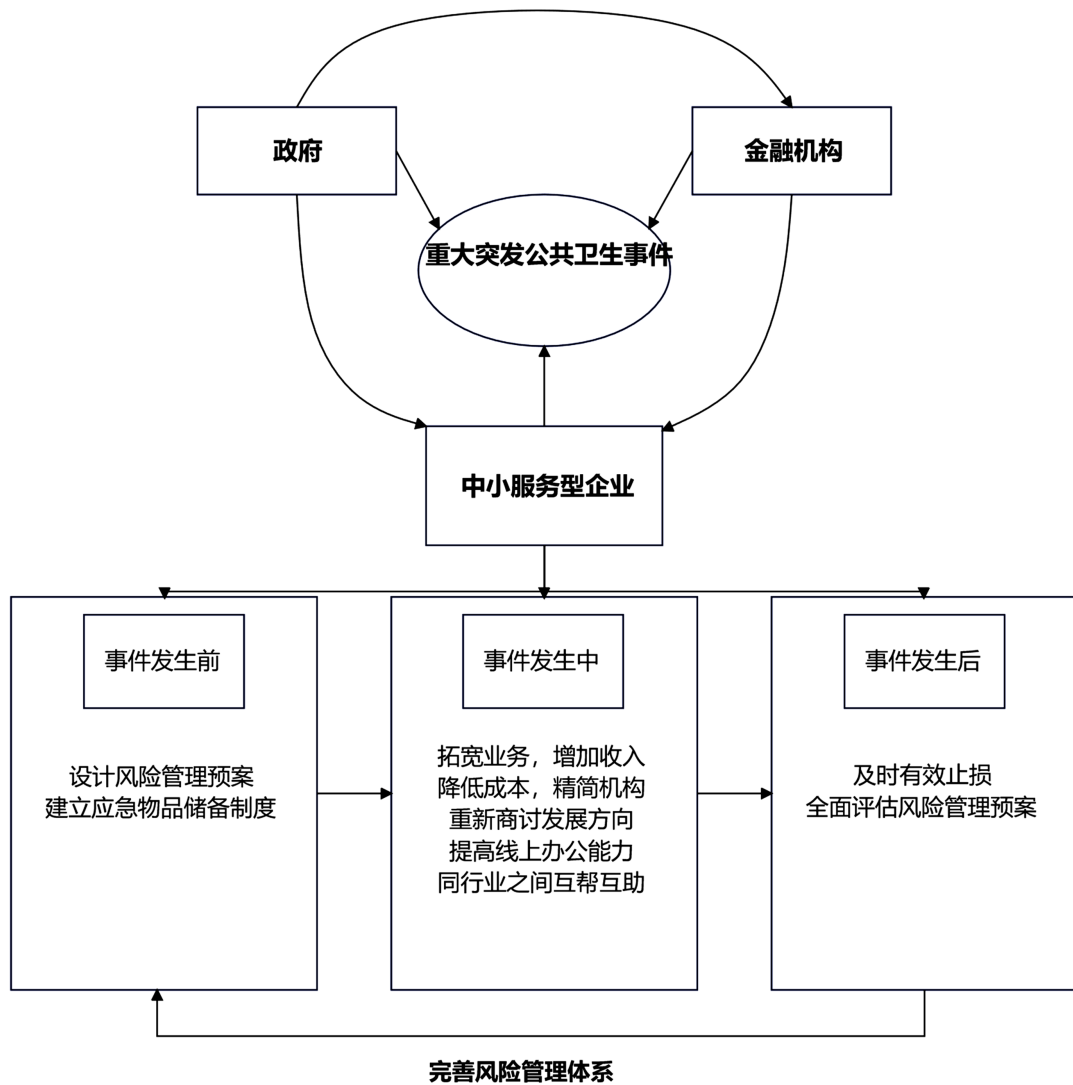 政府
金融机构
重大突发公共卫生事件
中小服务型企业
事件发生前
设计风险管理预案
建立应急物品储备制度
事件发生中
拓宽业务，增加收入
降低成本，精简机构
重新商讨发展方向
提高线上办公能力
同行业之间互帮互助
事件发生后
及时有效止损
全面评估风险管理预案
完善风险管理体系